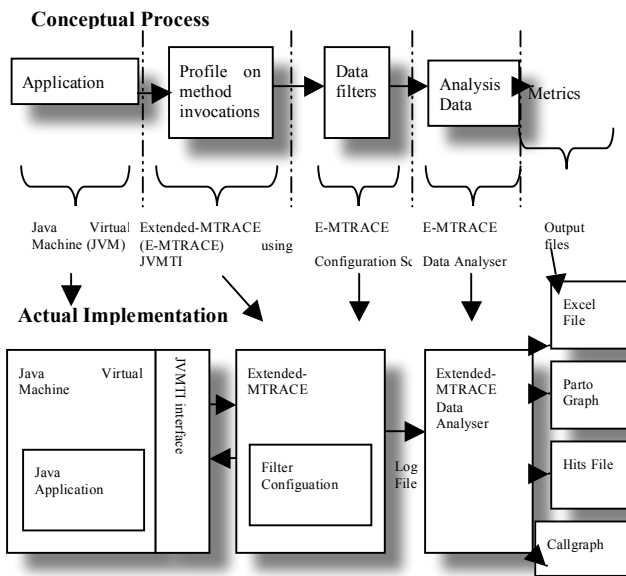 Conceptual Process
Application
Profile on
method
invocations
Data
filters
Analysis
Data
Metrics
Java Virtual
Machine (JVM)
Extended-MTRACE
(E-MTRACE) using
JVMTI
E-MTRACE
Configuration Sc
E-MTRACE
Data Analyser
Output
files
Actual Implementation
Java Virtual
Machine
JVMTI interface
Java
Application
Extended-
MTRACE
Filter
Configuation
Log
File
Extended-
MTRACE
Data
Analyser
Excel
File
Parto
Graph
Hits File
Callgraph